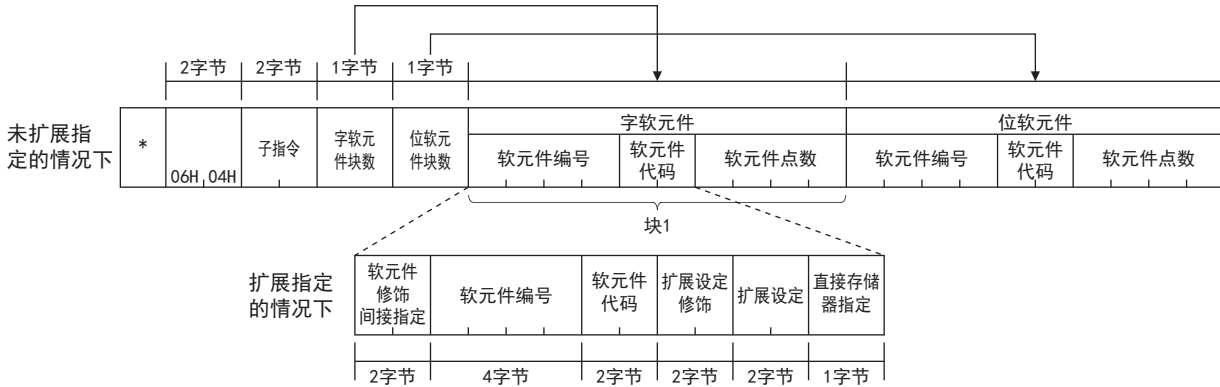 2字节 2字节 1字节 1字节
未扩展指
定的情况下
*
06H 04H
子指令
字软元
件块数
位软元
件块数
字软元件
软元件编号
软元件
代码
软元件点数
位软元件
软元件编号
软元件
代码
软元件点数
块1
扩展指定
的情况下
软元件
修饰
间接指定
软元件编号
软元件
代码
扩展设定
修饰
扩展设定
直接存储
器指定
2字节 4字节 2字节 2字节 2字节 1字节